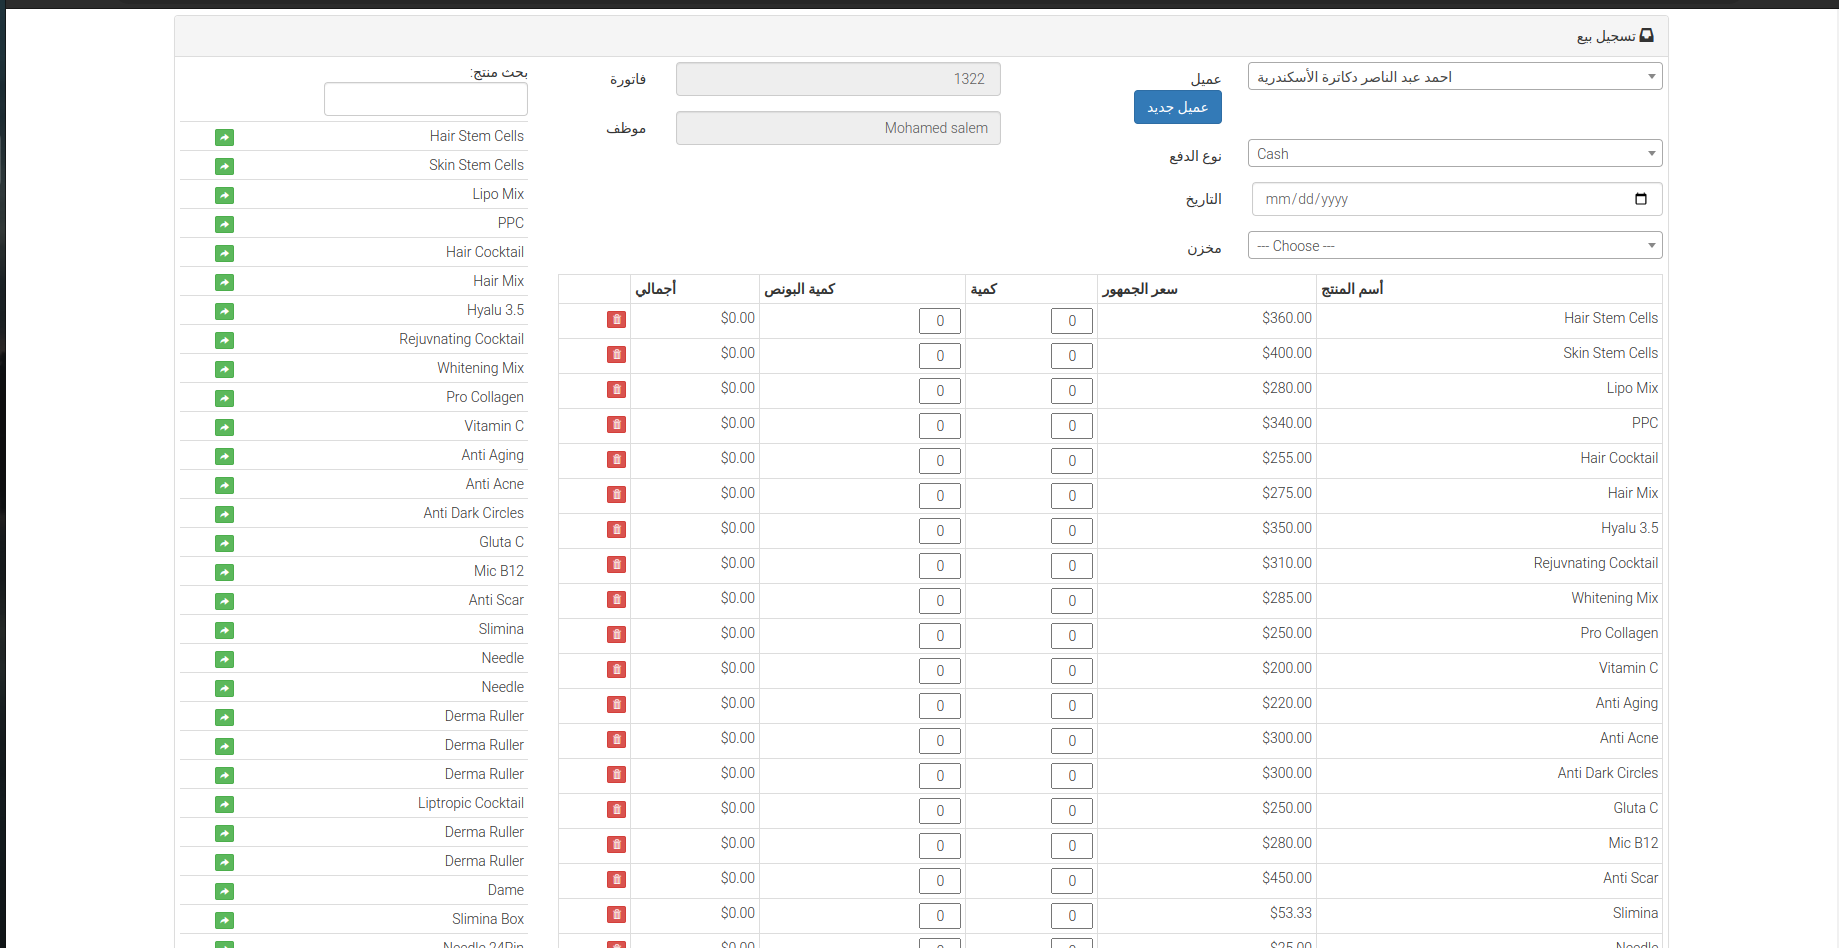 تسجيل بيع
عميل
احمد عبد الناصر دكاترة الأسكندرية
عميل جديد
نوع الدفع
Cash
التاريخ
mm/dd/yyyy
مخزن
--- Choose ---
فاتورة
1322
موظف
Mohamed salem
أسم المنتج سعر الجمهور كمية كمية البونص أجمالي
Hair Stem Cells $360.00 0 0 $0.00
Skin Stem Cells $400.00 0 0 $0.00
Lipo Mix $280.00 0 0 $0.00
PPC $340.00 0 0 $0.00
Hair Cocktail $255.00 0 0 $0.00
Hair Mix $275.00 0 0 $0.00
Hyalu 3.5 $350.00 0 0 $0.00
Rejuvnating Cocktail $310.00 0 0 $0.00
Whitening Mix $285.00 0 0 $0.00
Pro Collagen $250.00 0 0 $0.00
Vitamin C $200.00 0 0 $0.00
Anti Aging $220.00 0 0 $0.00
Anti Acne $300.00 0 0 $0.00
Anti Dark Circles $300.00 0 0 $0.00
Gluta C $250.00 0 0 $0.00
Mic B12 $280.00 0 0 $0.00
Anti Scar $450.00 0 0 $0.00
Slimina $53.33 0 0 $0.00
Needle $25.00 0 0 $0.00
بحث منتج:
Hair Stem Cells
Skin Stem Cells
Lipo Mix
PPC
Hair Cocktail
Hair Mix
Hyalu 3.5
Rejuvnating Cocktail
Whitening Mix
Pro Collagen
Vitamin C
Anti Aging
Anti Acne
Anti Dark Circles
Gluta C
Mic B12
Anti Scar
Slimina
Needle
Needle
Derma Ruller
Derma Ruller
Derma Ruller
Liptropic Cocktail
Derma Ruller
Derma Ruller
Dame
Slimina Box
Needle 24Pin